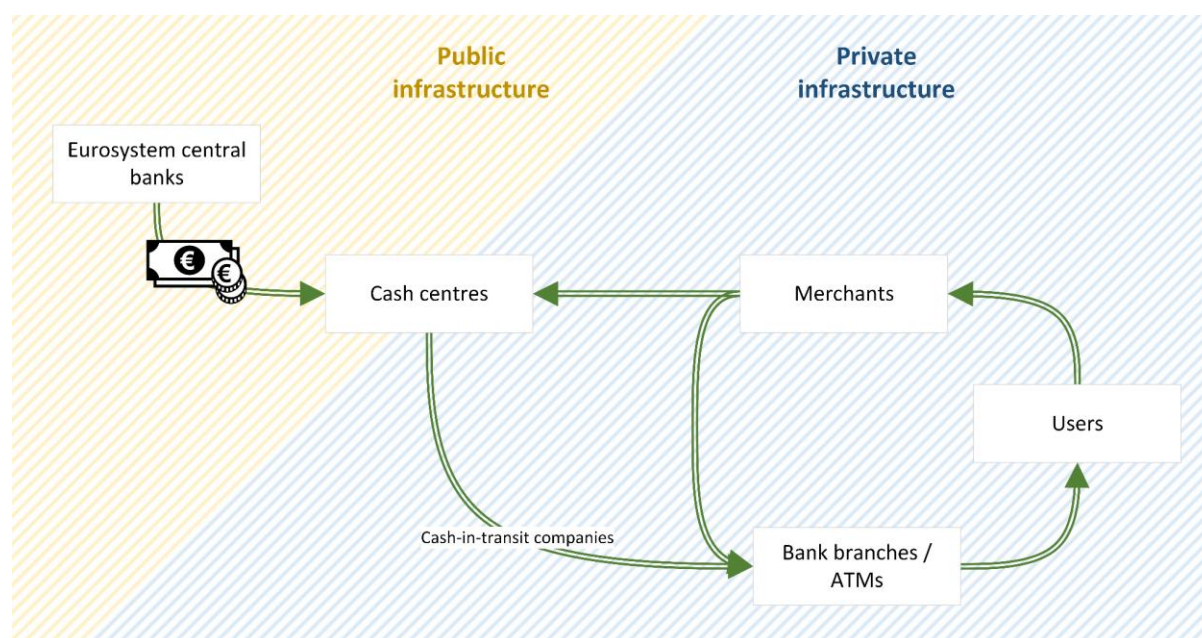 Public
infrastructure
Private
infrastructure
Eurosystem central
banks
€
€
Cash centres
Merchants
Users
Cash-in-transit companies
Bank branches /
ATMs